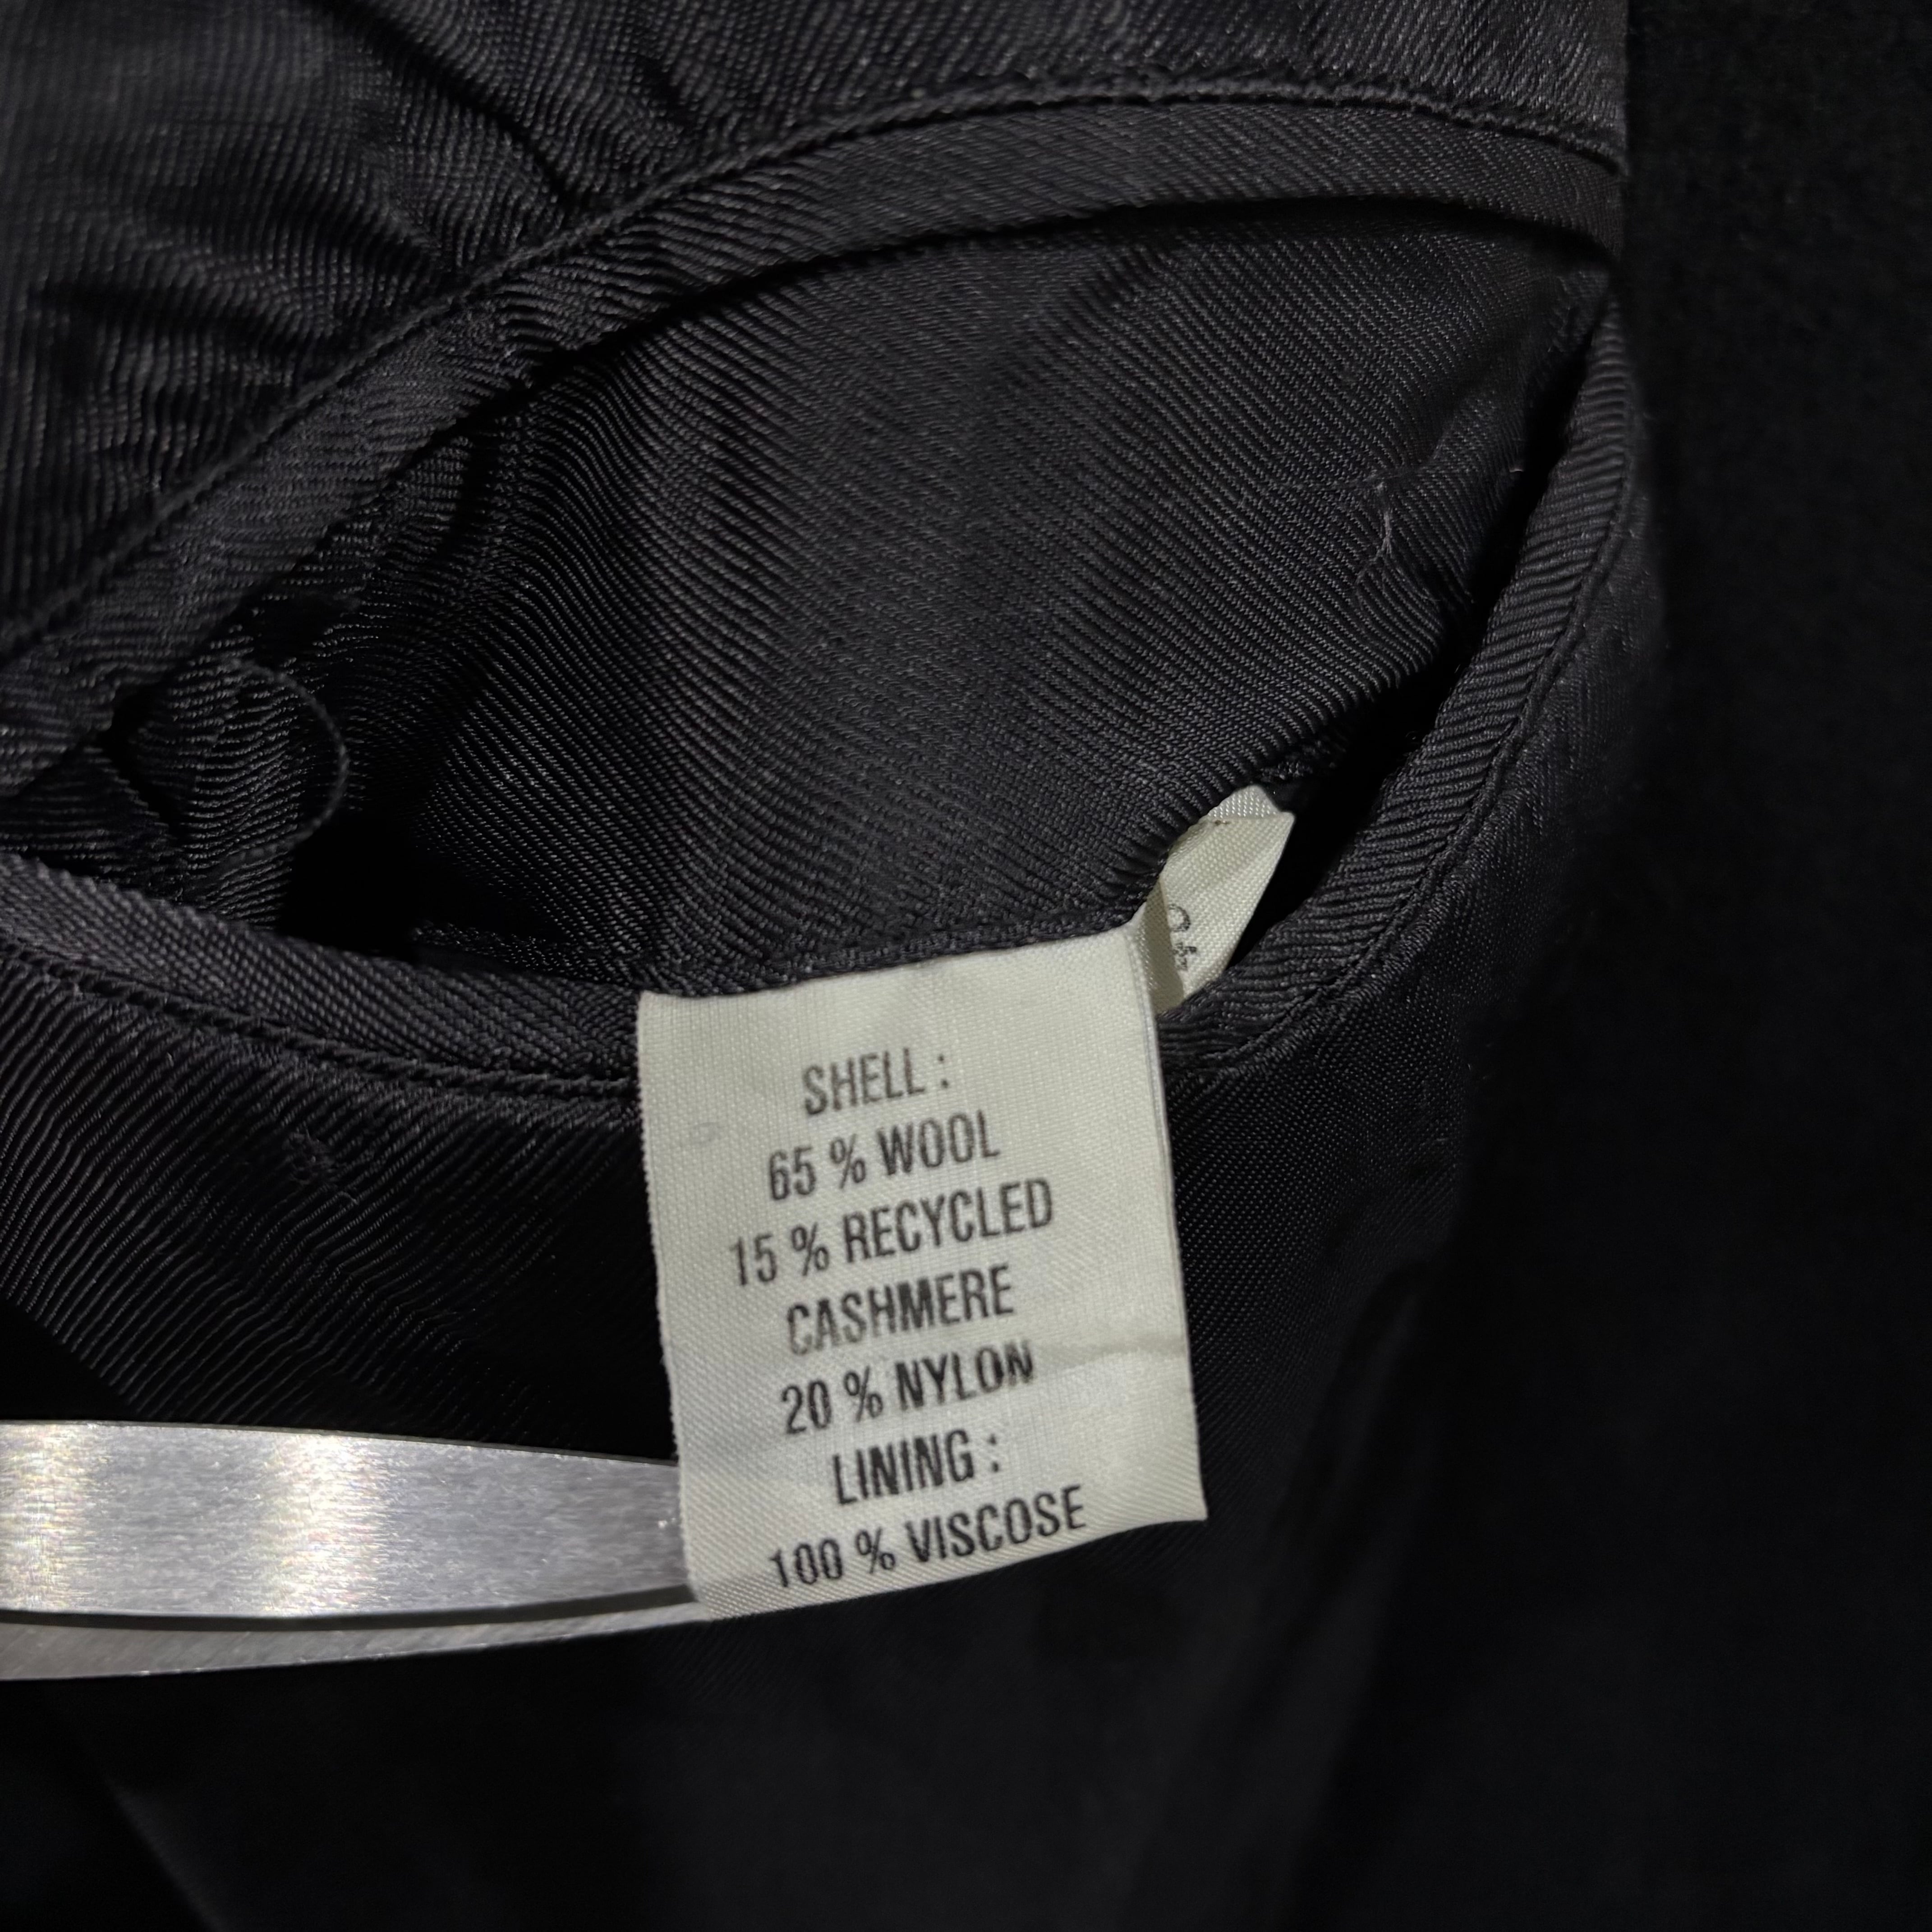 SHELL :
65 % WOOL
15 % RECYCLED
CASHMERE
20 % NYLON
LINING :
100 % VISCOSE